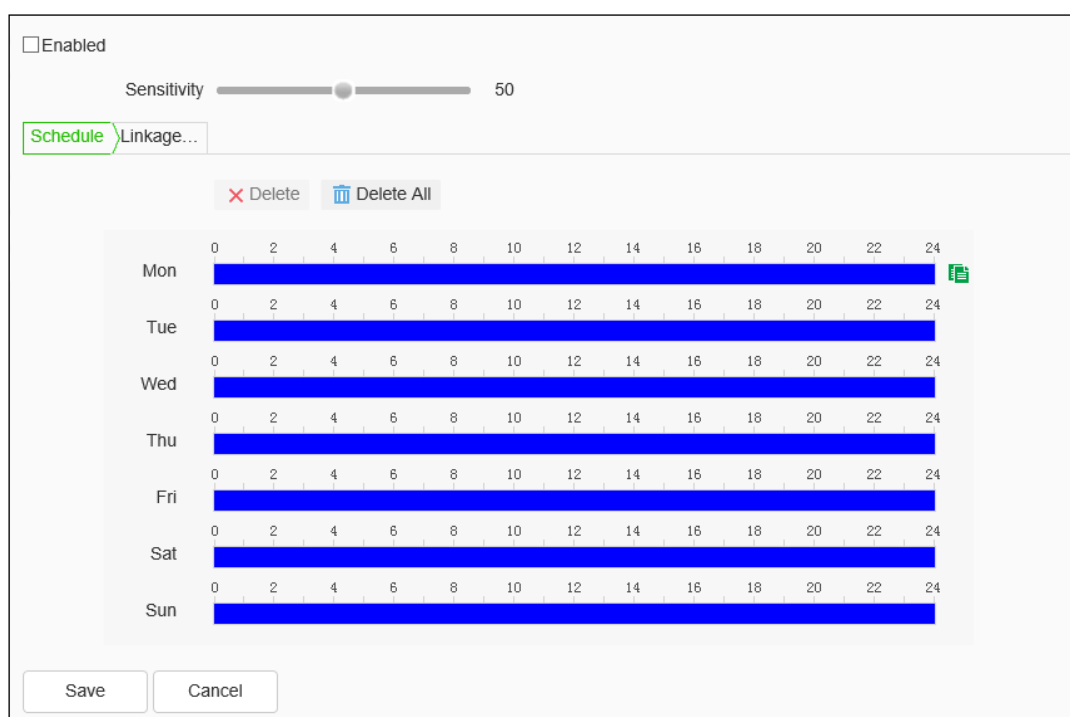 Enabled
Sensitivity 50
Schedule Linkage...
Delete Delete All
0 2 4 6 8 10 12 14 16 18 20 22 24
Mon
0 2 4 6 8 10 12 14 16 18 20 22 24
Tue
0 2 4 6 8 10 12 14 16 18 20 22 24
Wed
0 2 4 6 8 10 12 14 16 18 20 22 24
Thu
0 2 4 6 8 10 12 14 16 18 20 22 24
Fri
0 2 4 6 8 10 12 14 16 18 20 22 24
Sat
0 2 4 6 8 10 12 14 16 18 20 22 24
Sun
Save Cancel